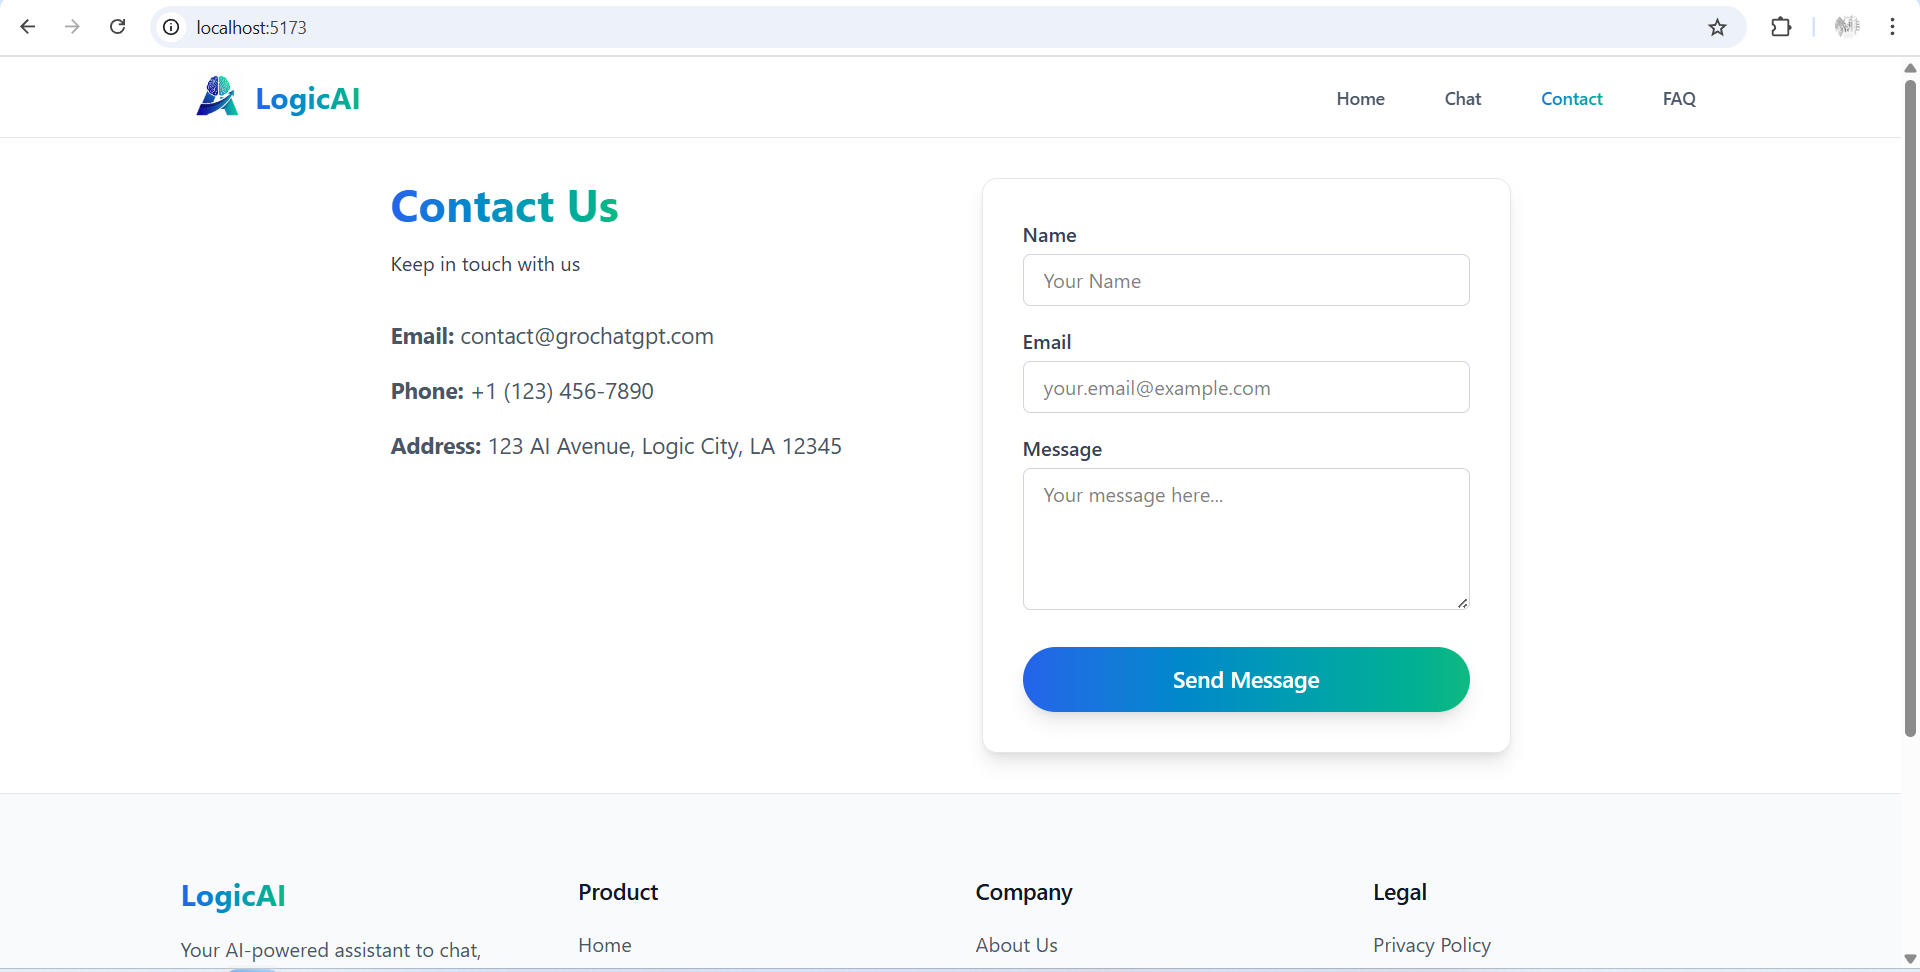 localhost:5173
LogicAI
Home Chat Contact FAQ
Contact Us
Keep in touch with us
Email: contact@grochatgpt.com
Phone: +1 (123) 456-7890
Address: 123 AI Avenue, Logic City, LA 12345
Name
Your Name
Email
your.email@example.com
Message
Your message here...
Send Message
LogicAI
Your AI-powered assistant to chat,
Product
Home
Company
About Us
Legal
Privacy Policy